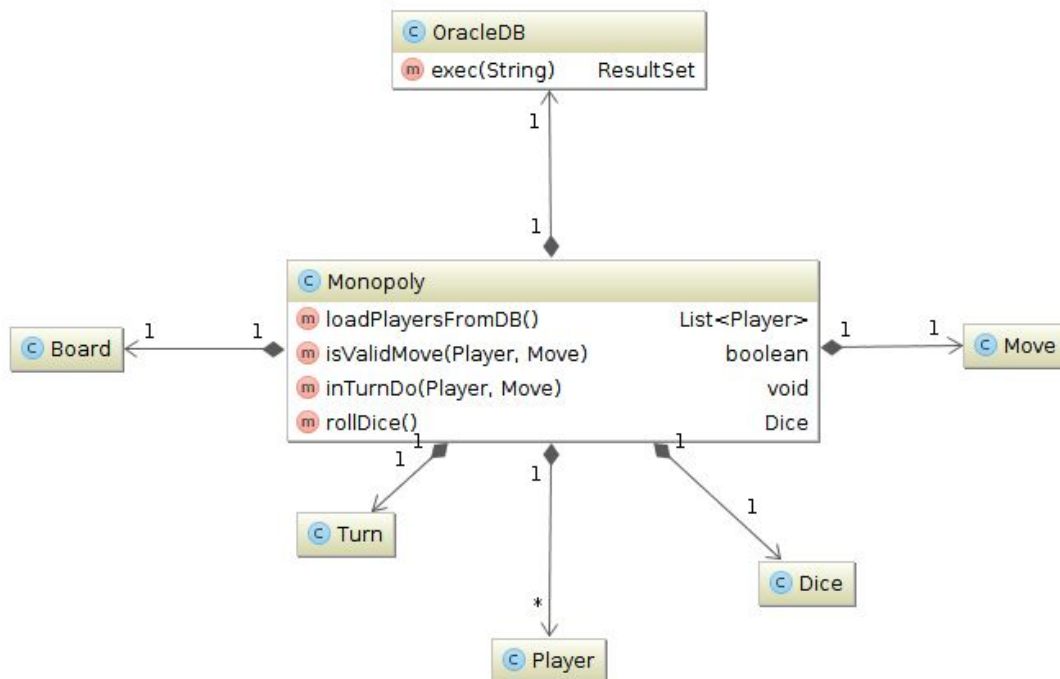 C OracleDB
m exec(String) ResultSet
1
1
C Monopoly
m loadPlayersFromDB() List<Player>
m isValidMove(Player, Move) boolean
m inTurnDo(Player, Move) void
m rollDice() Dice
1 1
C Board
1 1
C Move
1
1
C Turn
1
*
C Player
1
1
C Dice